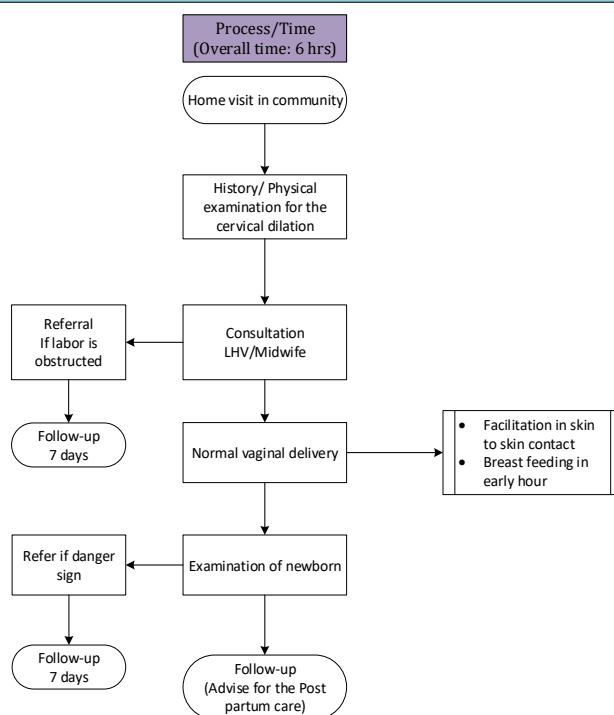 Process/Time
(Overall time: 6 hrs)
Home visit in community
History/ Physical
examination for the
cervical dilation
Referral
If labor is
obstructed
Consultation
LHV/Midwife
Follow-up
7 days
Normal vaginal delivery
• Facilitation in skin
to skin contact
• Breast feeding in
early hour
Refer if danger
sign
Examination of newborn
Follow-up
7 days
Follow-up
(Advise for the Post
partum care)